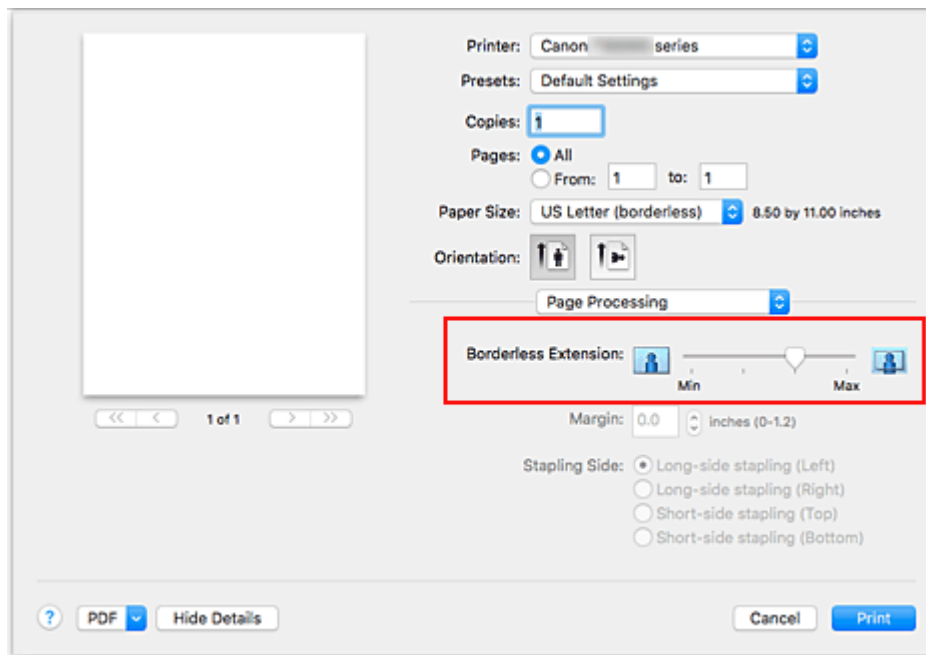 Printer: Canon series
Presets: Default Settings
Copies: 1
Pages: All
From: 1 to: 1
Paper Size: US Letter (borderless) 8.50 by 11.00 inches
Orientation:
Page Processing
Borderless Extension:
Min Max
<< < 1 of 1 > >>
Margin: 0.0 inches (0-1.2)
Stapling Side: Long-side stapling (Left)
Long-side stapling (Right)
Short-side stapling (Top)
Short-side stapling (Bottom)
? PDF Hide Details Cancel Print